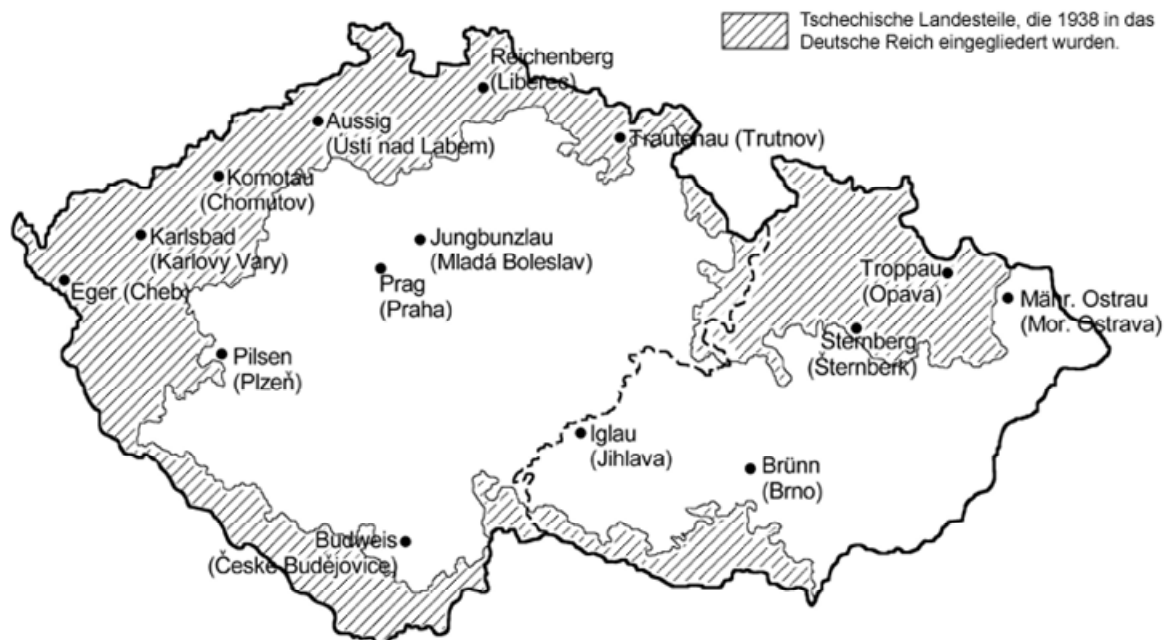 Tschechische Landesteile, die 1938 in das
Deutsche Reich eingegliedert wurden.
Reichenberg
(Liberec)
Aussig
(Ústí nad Labem)
Trautenau (Trutnov)
Komotau
(Chomutov)
Karlsbad
(Karlovy Vary)
Jungbunzlau
(Mladá Boleslav)
Eger (Cheb)
Prag
(Praha)
Troppau
(Opava)
Mähr. Ostrau
(Mor. Ostrava)
Pilsen
(Plzeň)
Šternberg
(Šternberk)
Iglau
(Jihlava)
Brünn
(Brno)
Budweis
(České Budějovice)